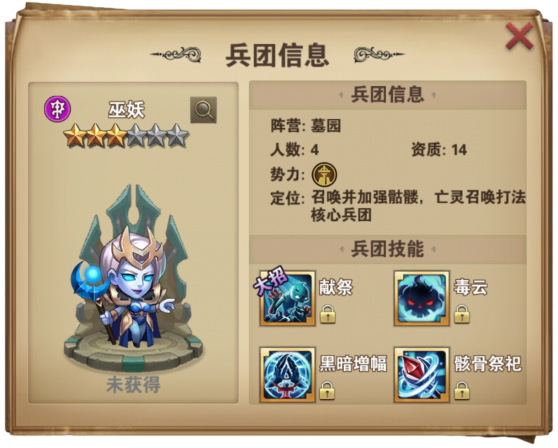 兵团信息
巫妖
未获得
兵团信息
阵营: 墓园
人数: 4 资质: 14
势力:
定位: 召唤并加强骷髅，亡灵召唤打法
核心兵团
兵团技能
大招 献祭 毒云
黑暗增幅 骸骨祭祀